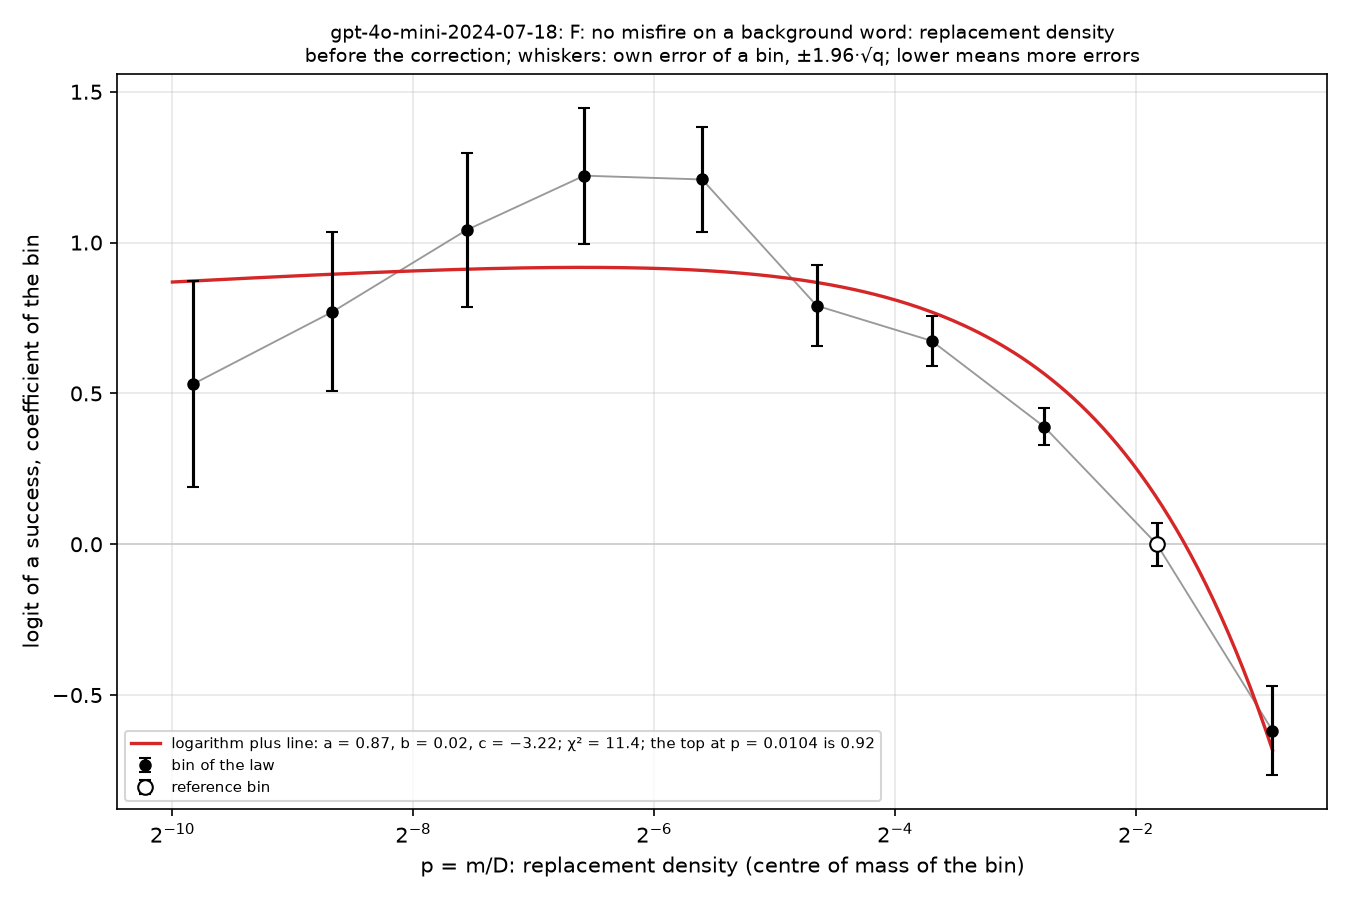 gpt-4o-mini-2024-07-18: F: no misfire on a background word: replacement density
before the correction; whiskers: own error of a bin, ±1.96·√q; lower means more errors
logit of a success, coefficient of the bin
1.5
1.0
0.5
0.0
−0.5
logarithm plus line: a = 0.87, b = 0.02, c = −3.22; χ² = 11.4; the top at p = 0.0104 is 0.92
bin of the law
reference bin
2⁻¹⁰
2⁻⁸
2⁻⁶
2⁻⁴
2⁻²
p = m/D: replacement density (centre of mass of the bin)